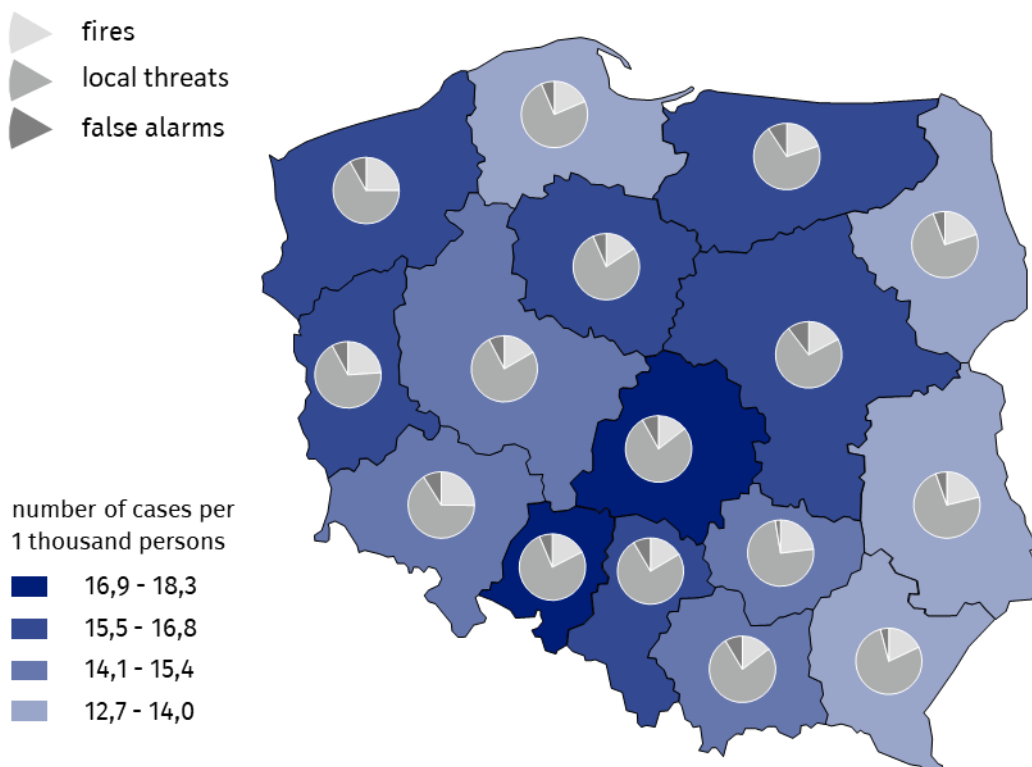 fires
local threats
false alarms
number of cases per
1 thousand persons
16,9 - 18,3
15,5 - 16,8
14,1 - 15,4
12,7 - 14,0